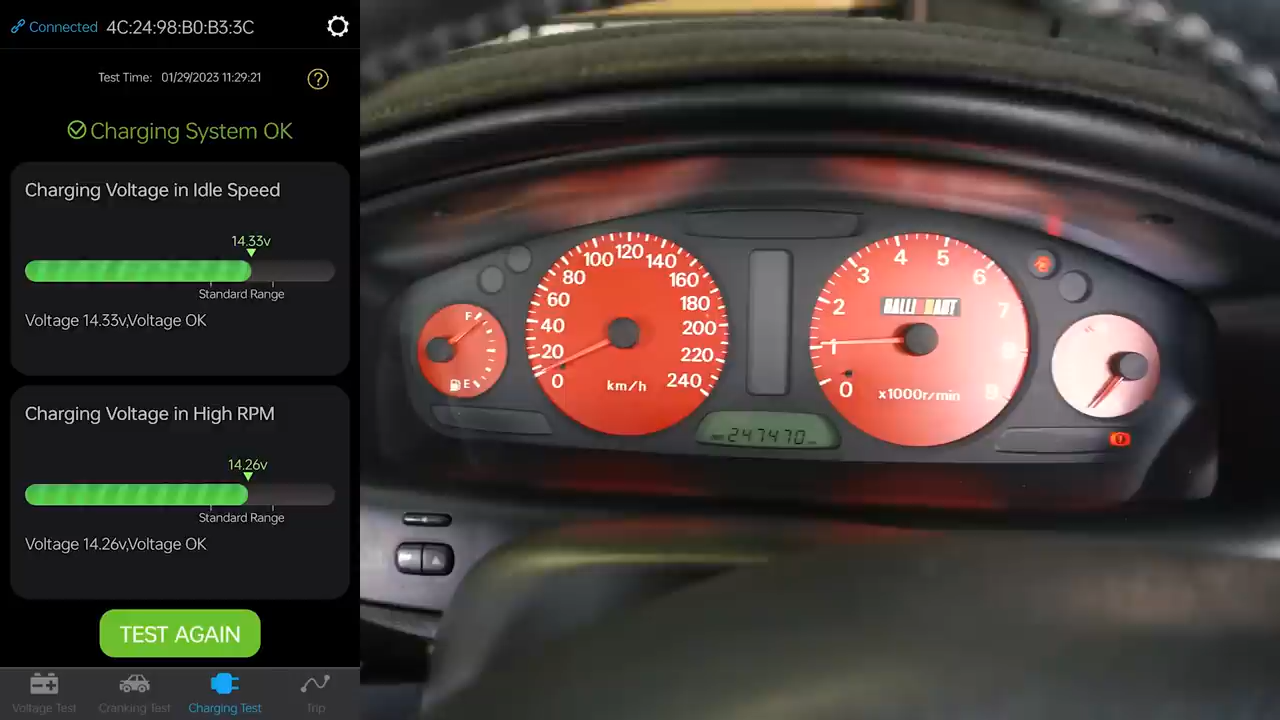 Connected 4C:24:98:B0:B3:3C
Test Time: 01/29/2023 11:29:21
?
Charging System OK
Charging Voltage in Idle Speed
14.33v
Standard Range
Voltage 14.33v,Voltage OK
Charging Voltage in High RPM
14.26v
Standard Range
Voltage 14.26v,Voltage OK
TEST AGAIN
Voltage Test
Cranking Test
Charging Test
Trip
F
E
0
20
40
60
80
100
120
140
160
180
200
220
240
km/h
247470
0
1
2
3
4
5
6
7
8
9
RALLIART
x1000r/min